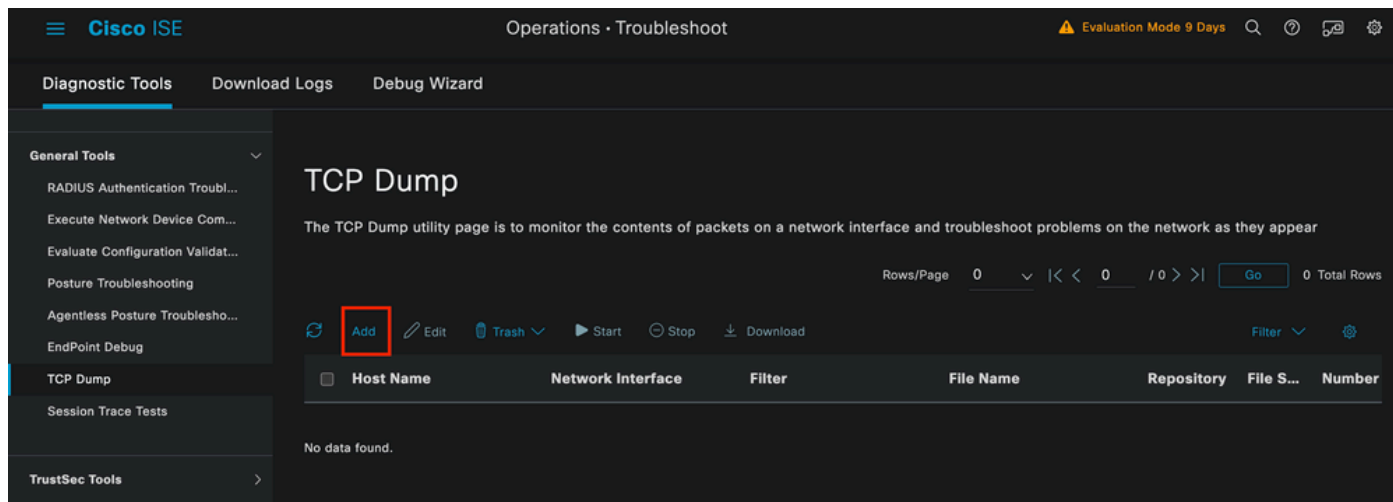 Cisco ISE
Operations · Troubleshoot
Evaluation Mode 9 Days
Diagnostic Tools Download Logs Debug Wizard
General Tools
RADIUS Authentication Troubl...
Execute Network Device Com...
Evaluate Configuration Validat...
Posture Troubleshooting
Agentless Posture Troublesho...
EndPoint Debug
TCP Dump
Session Trace Tests
TrustSec Tools
TCP Dump
The TCP Dump utility page is to monitor the contents of packets on a network interface and troubleshoot problems on the network as they appear
Rows/Page 0 |< < 0 / 0 > >| Go 0 Total Rows
Add Edit Trash Start Stop Download Filter
Host Name Network Interface Filter File Name Repository File S... Number
No data found.